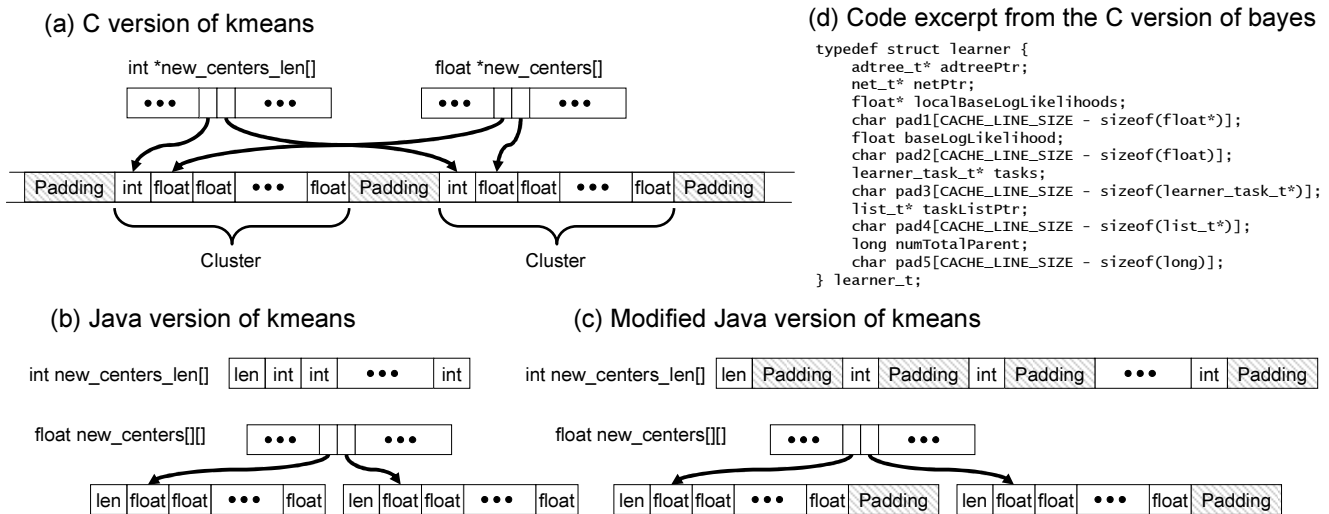 (a) C version of kmeans
int *new_centers_len[]
float *new_centers[]
••• •••
••• •••
Padding int float float ••• float Padding int float float ••• float Padding
Cluster
Cluster
(d) Code excerpt from the C version of bayes
typedef struct learner {
adtree_t* adtreePtr;
net_t* netPtr;
float* localBaseLogLikelihoods;
char pad1[CACHE_LINE_SIZE - sizeof(float*)];
float baseLogLikelihood;
char pad2[CACHE_LINE_SIZE - sizeof(float)];
learner_task_t* tasks;
char pad3[CACHE_LINE_SIZE - sizeof(learner_task_t*)];
list_t* taskListPtr;
char pad4[CACHE_LINE_SIZE - sizeof(list_t*)];
long numTotalParent;
char pad5[CACHE_LINE_SIZE - sizeof(long)];
} learner_t;
(b) Java version of kmeans
int new_centers_len[] len int int ••• int
float new_centers[][] ••• •••
len float float ••• float len float float ••• float
(c) Modified Java version of kmeans
int new_centers_len[] len Padding int Padding int Padding ••• int Padding
float new_centers[][] ••• •••
len float float ••• float Padding len float float ••• float Padding